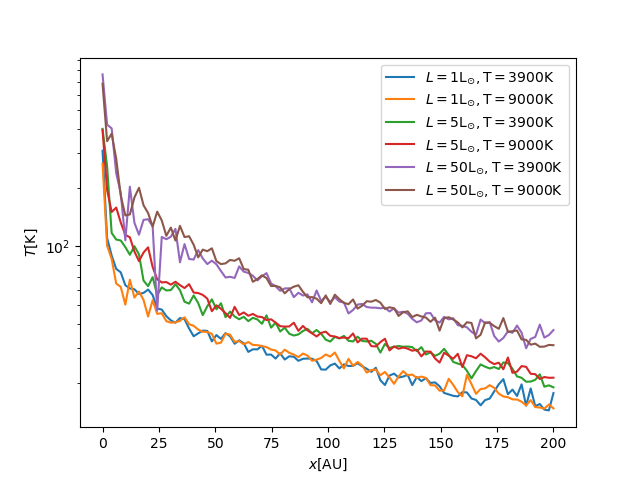 L = 1L⊙, T = 3900K
L = 1L⊙, T = 9000K
L = 5L⊙, T = 3900K
L = 5L⊙, T = 9000K
L = 50L⊙, T = 3900K
L = 50L⊙, T = 9000K
T[K]
10²
0 25 50 75 100 125 150 175 200
x[AU]